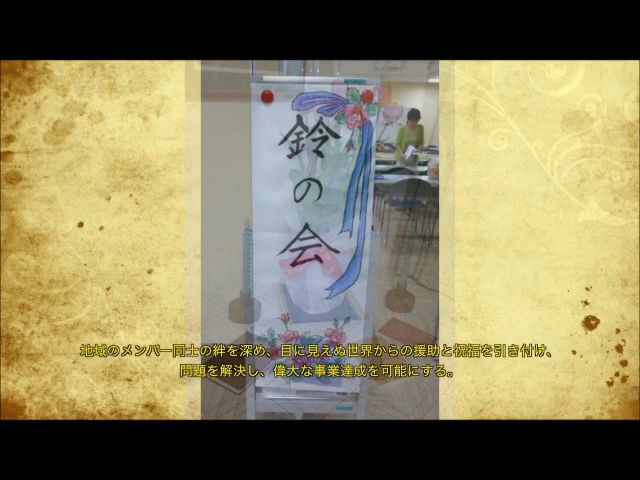 鈴の会
地域のメンバー同士の絆を深め、目に見えぬ世界からの援助と祝福を引き付け、
問題を解決し、偉大な事業達成を可能にする。